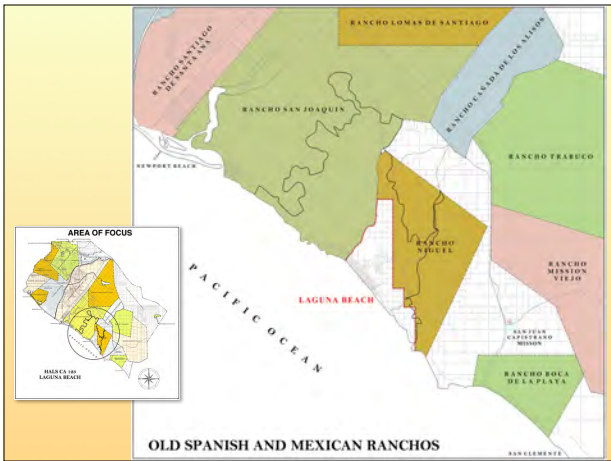 RANCHO LOMAS DE SANTIAGO
RANCHO SANTIAGO
DE SANTA ANA
RANCHO CAÑADA DE LOS ALISOS
RANCHO SAN JOAQUIN
RANCHO TRABUCO
NEWPORT BEACH
RANCHO
NIGUEL
RANCHO
MISSION
VIEJO
LAGUNA BEACH
PACIFIC OCEAN
SAN JUAN
CAPISTRANO
MISSON
RANCHO BOCA
DE LA PLAYA
SAN CLEMENTE
OLD SPANISH AND MEXICAN RANCHOS
AREA OF FOCUS
HALS CA 120
LAGUNA BEACH